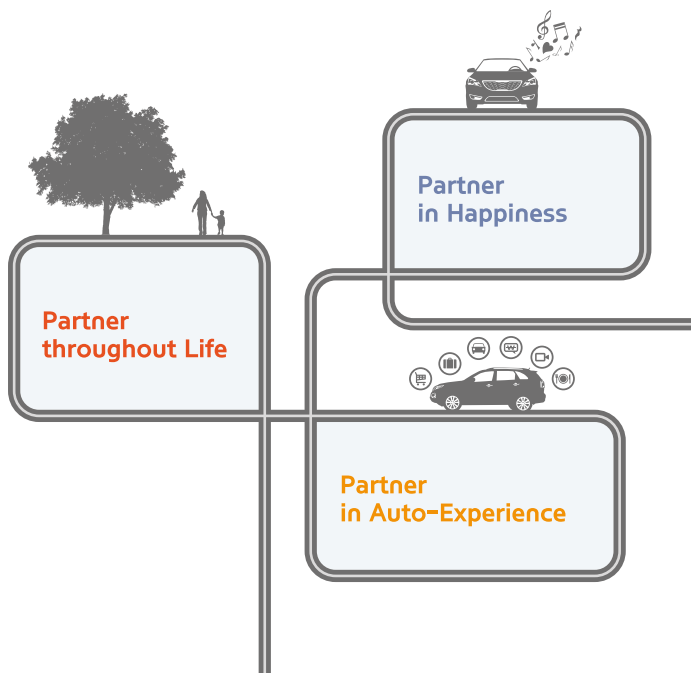 Partner
in Happiness
Partner
throughout Life
Partner
in Auto-Experience